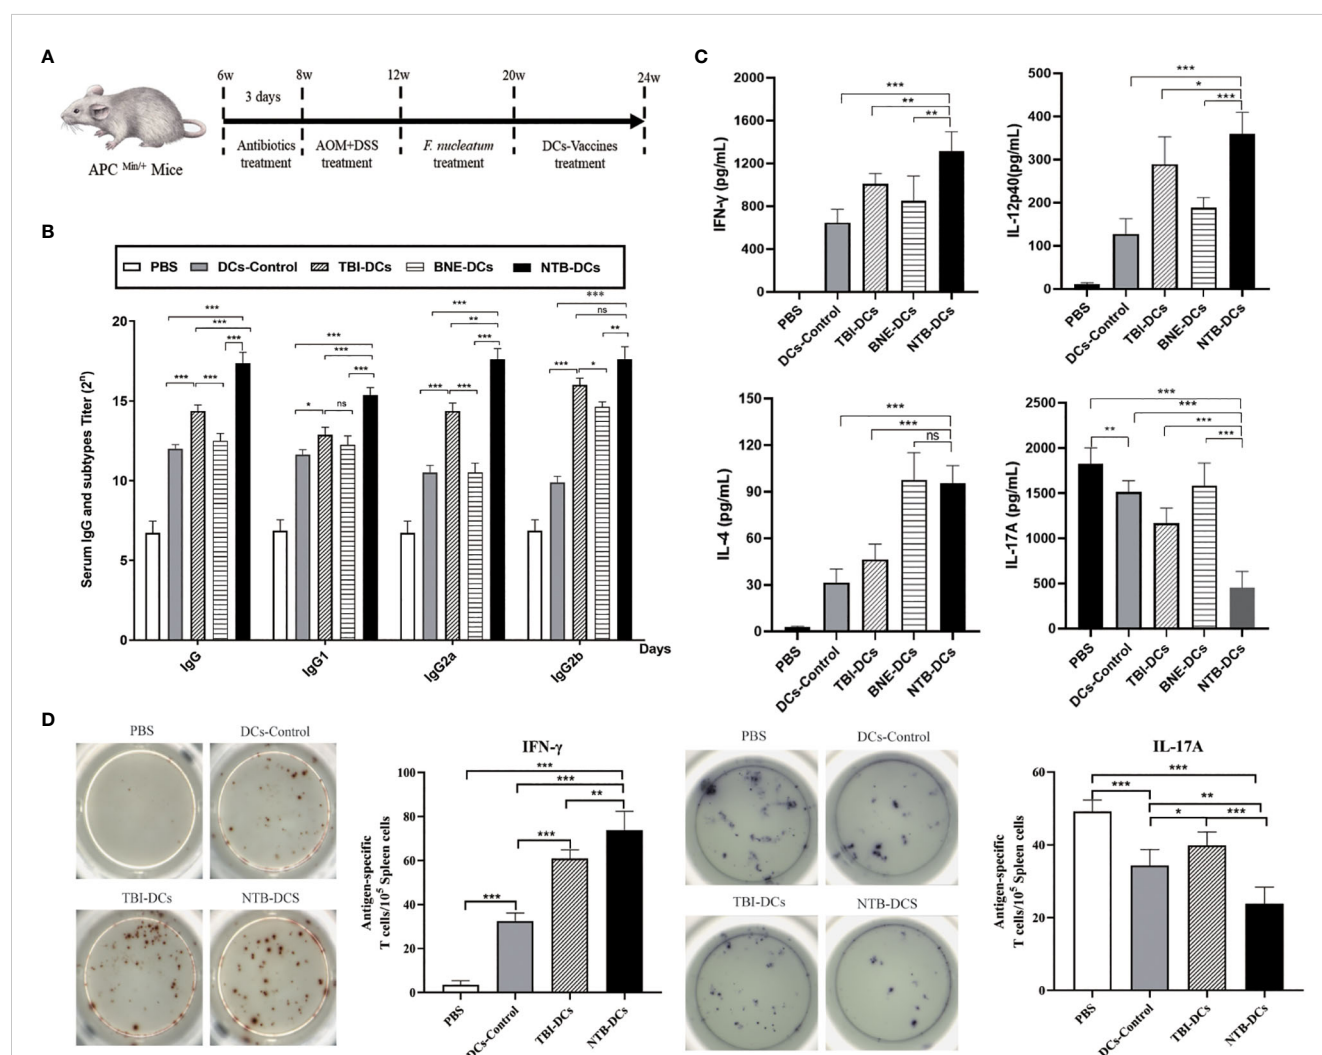 A
6w
8w
12w
20w
24w
3 days
Antibiotics
treatment
AOM+DSS
treatment
F. nucleatum
treatment
DCs-Vaccines
treatment
APC Min/+ Mice
B
PBS
DCs-Control
TBI-DCs
BNE-DCs
NTB-DCs
Serum IgG and subtypes Titer (2ⁿ)
20
15
10
5
0
***
***
***
***
***
***
***
***
*
ns
***
**
***
***
***
***
ns
**
***
*
IgG
IgG1
IgG2a
IgG2b
Days
C
IFN-γ (pg/mL)
2000
1600
1200
800
400
0
***
**
**
PBS
DCs-Control
TBI-DCs
BNE-DCs
NTB-DCs
IL-12p40(pg/mL)
500
400
300
200
100
0
***
*
***
PBS
DCs-Control
TBI-DCs
BNE-DCs
NTB-DCs
IL-4 (pg/mL)
150
120
90
60
30
0
***
***
ns
PBS
DCs-Control
TBI-DCs
BNE-DCs
NTB-DCs
IL-17A (pg/mL)
2500
2000
1500
1000
500
0
***
***
***
***
**
PBS
DCs-Control
TBI-DCs
BNE-DCs
NTB-DCs
D
PBS
DCs-Control
TBI-DCs
NTB-DCS
IFN-γ
Antigen-specific
T cells/10⁵ Spleen cells
100
80
60
40
20
0
***
***
**
***
***
PBS
DCs-Control
TBI-DCs
NTB-DCs
PBS
DCs-Control
TBI-DCs
NTB-DCS
IL-17A
Antigen-specific
T cells/10⁵ Spleen cells
60
40
20
0
***
***
**
*
***
PBS
DCs-Control
TBI-DCs
NTB-DCs